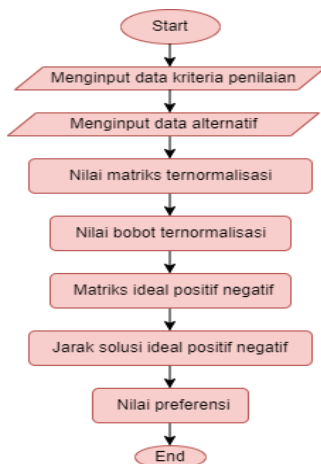 Start
Menginput data kriteria penilaian
Menginput data alternatif
Nilai matriks ternormalisasi
Nilai bobot ternormalisasi
Matriks ideal positif negatif
Jarak solusi ideal positif negatif
Nilai preferensi
End